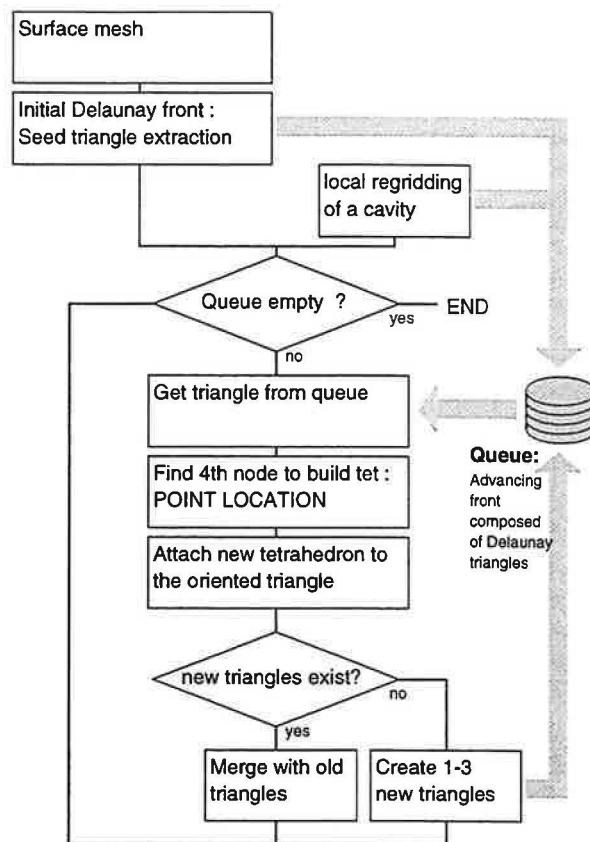 Surface mesh
Initial Delaunay front :
Seed triangle extraction
local regridding
of a cavity
Queue empty ?
yes
END
no
Get triangle from queue
Queue:
Advancing
front
composed
of Delaunay
triangles
Find 4th node to build tet :
POINT LOCATION
Attach new tetrahedron to
the oriented triangle
new triangles exist?
no
yes
Merge with old
triangles
Create 1-3
new triangles